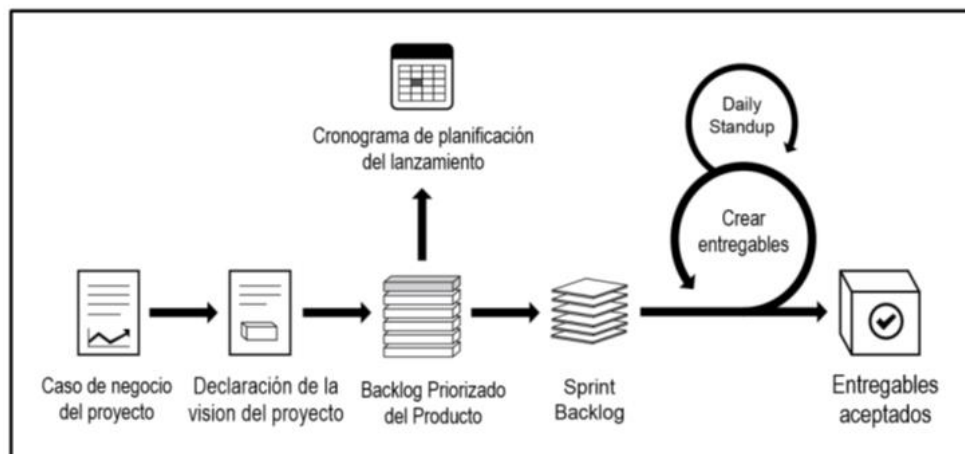 Cronograma de planificación
del lanzamiento
Daily
Standup
Crear
entregables
Caso de negocio
del proyecto
Declaración de la
vision del proyecto
Backlog Priorizado
del Producto
Sprint
Backlog
Entregables
aceptados